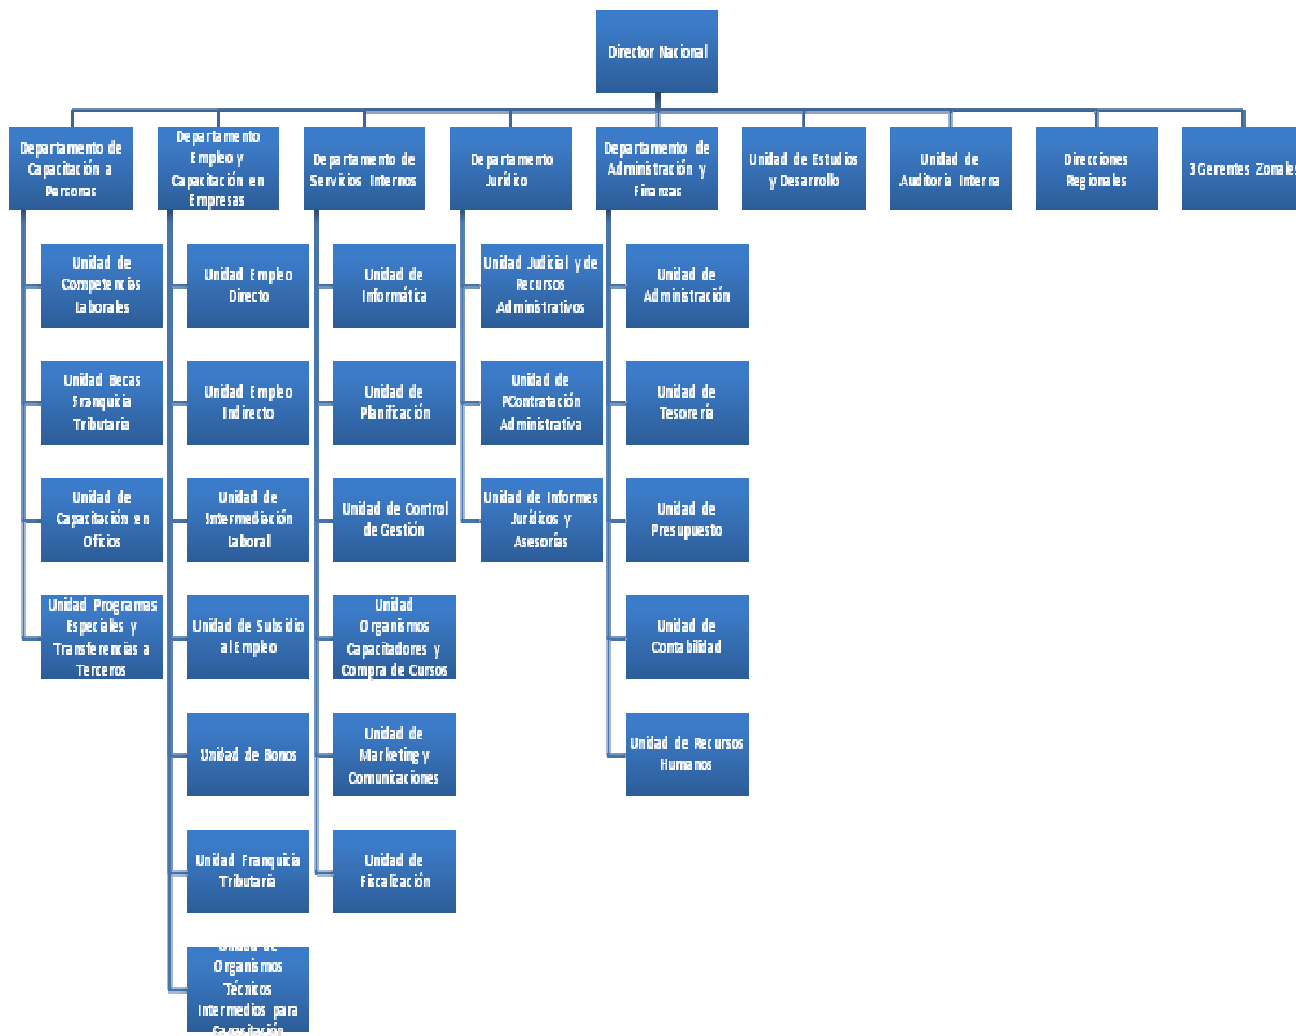 Director Nacional
Departamento de
Capacitación a
Personas
Departamento
Empleo y
Capacitación en
Empresas
Departamento de
Servicios Internos
Departamento
Jurídico
Departamento de
Administración y
Finanzas
Unidad de Estudios
y Desarrollo
Unidad de
Auditoría Interna
Direcciones
Regionales
3 Gerentes Zonales
Unidad de
Competencias
Laborales
Unidad Becas
Franquicia
Tributaria
Unidad de
Capacitación en
Oficios
Unidad Programas
Especiales y
Transferencias a
Terceros
Unidad Empleo
Directo
Unidad Empleo
Indirecto
Unidad de
Intermediación
Laboral
Unidad de Subsidio
al Empleo
Unidad de Bonos
Unidad Franquicia
Tributaria
Unidad de
Organismos
Técnicos
Intermedios para
Capacitación
Unidad de
Informática
Unidad de
Planificación
Unidad de Control
de Gestión
Unidad
Organismos
Capacitadores y
Compra de Cursos
Unidad de
Marketing y
Comunicaciones
Unidad de
Fiscalización
Unidad Judicial y de
Recursos
Administrativos
Unidad de
PContratación
Administrativa
Unidad de Informes
Jurídicos y
Asesorías
Unidad de
Administración
Unidad de
Tesorería
Unidad de
Presupuesto
Unidad de
Contabilidad
Unidad de Recursos
Humanos